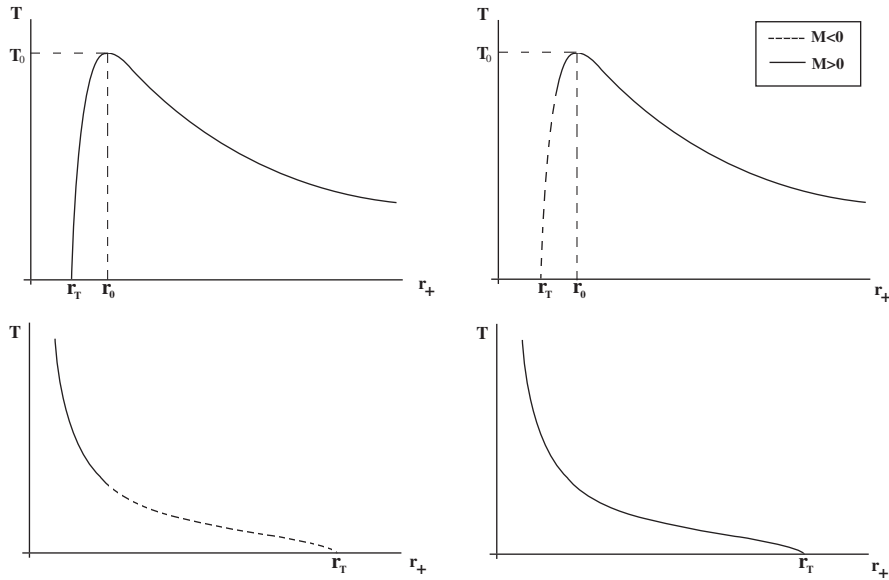 T
T₀
r_T r₀ r₊
T
T₀
M<0
M>0
r_T r₀ r₊
T
r_T r₊
T
r_T r₊